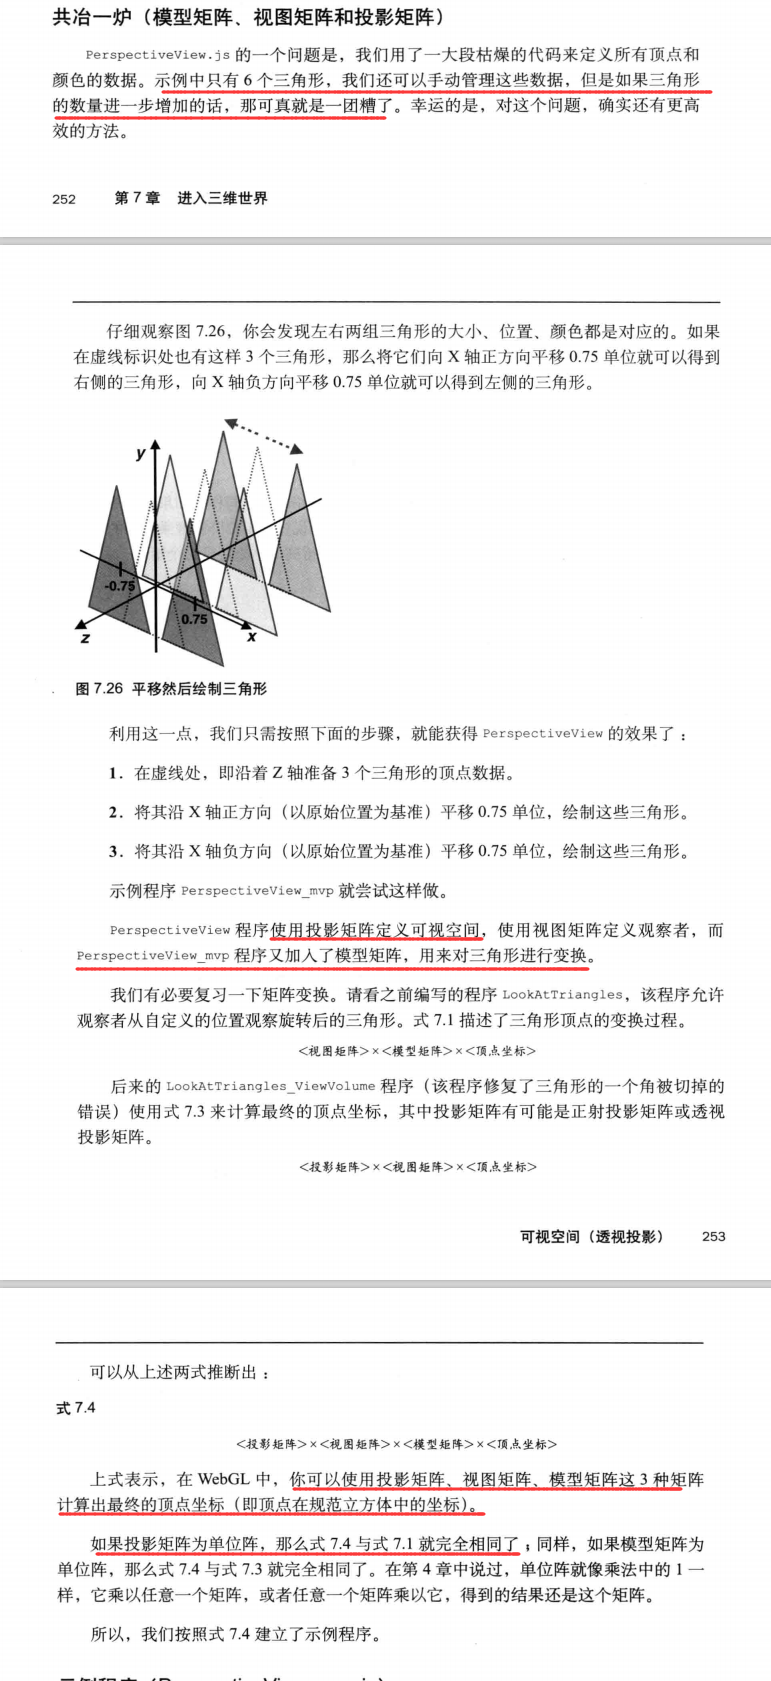 共冶一炉（模型矩阵、视图矩阵和投影矩阵）
PerspectiveView.js 的一个问题是，我们用了一大段枯燥的代码来定义所有顶点和
颜色的数据。示例中只有 6 个三角形，我们还可以手动管理这些数据，但是如果三角形
的数量进一步增加的话，那可真就是一团糟了。幸运的是，对这个问题，确实还有更高
效的方法。
252 第 7 章 进入三维世界
仔细观察图 7.26，你会发现左右两组三角形的大小、位置、颜色都是对应的。如果
在虚线标识处也有这样 3 个三角形，那么将它们向 X 轴正方向平移 0.75 单位就可以得到
右侧的三角形，向 X 轴负方向平移 0.75 单位就可以得到左侧的三角形。
y
-0.75
0.75
z
x
图 7.26 平移然后绘制三角形
利用这一点，我们只需按照下面的步骤，就能获得 PerspectiveView 的效果了：
1．在虚线处，即沿着 Z 轴准备 3 个三角形的顶点数据。
2．将其沿 X 轴正方向（以原始位置为基准）平移 0.75 单位，绘制这些三角形。
3．将其沿 X 轴负方向（以原始位置为基准）平移 0.75 单位，绘制这些三角形。
示例程序 PerspectiveView_mvp 就尝试这样做。
PerspectiveView 程序使用投影矩阵定义可视空间，使用视图矩阵定义观察者，而
PerspectiveView_mvp 程序又加入了模型矩阵，用来对三角形进行变换。
我们有必要复习一下矩阵变换。请看之前编写的程序 LookAtTriangles，该程序允许
观察者从自定义的位置观察旋转后的三角形。式 7.1 描述了三角形顶点的变换过程。
<视图矩阵>×<模型矩阵>×<顶点坐标>
后来的 LookAtTriangles_ViewVolume 程序（该程序修复了三角形的一个角被切掉的
错误）使用式 7.3 来计算最终的顶点坐标，其中投影矩阵有可能是正射投影矩阵或透视
投影矩阵。
<投影矩阵>×<视图矩阵>×<顶点坐标>
可视空间（透视投影） 253
可以从上述两式推断出：
式 7.4
<投影矩阵>×<视图矩阵>×<模型矩阵>×<顶点坐标>
上式表示，在 WebGL 中，你可以使用投影矩阵、视图矩阵、模型矩阵这 3 种矩阵
计算出最终的顶点坐标（即顶点在规范立方体中的坐标）。
如果投影矩阵为单位阵，那么式 7.4 与式 7.1 就完全相同了；同样，如果模型矩阵为
单位阵，那么式 7.4 与式 7.3 就完全相同了。在第 4 章中说过，单位阵就像乘法中的 1 一
样，它乘以任意一个矩阵，或者任意一个矩阵乘以它，得到的结果还是这个矩阵。
所以，我们按照式 7.4 建立了示例程序。